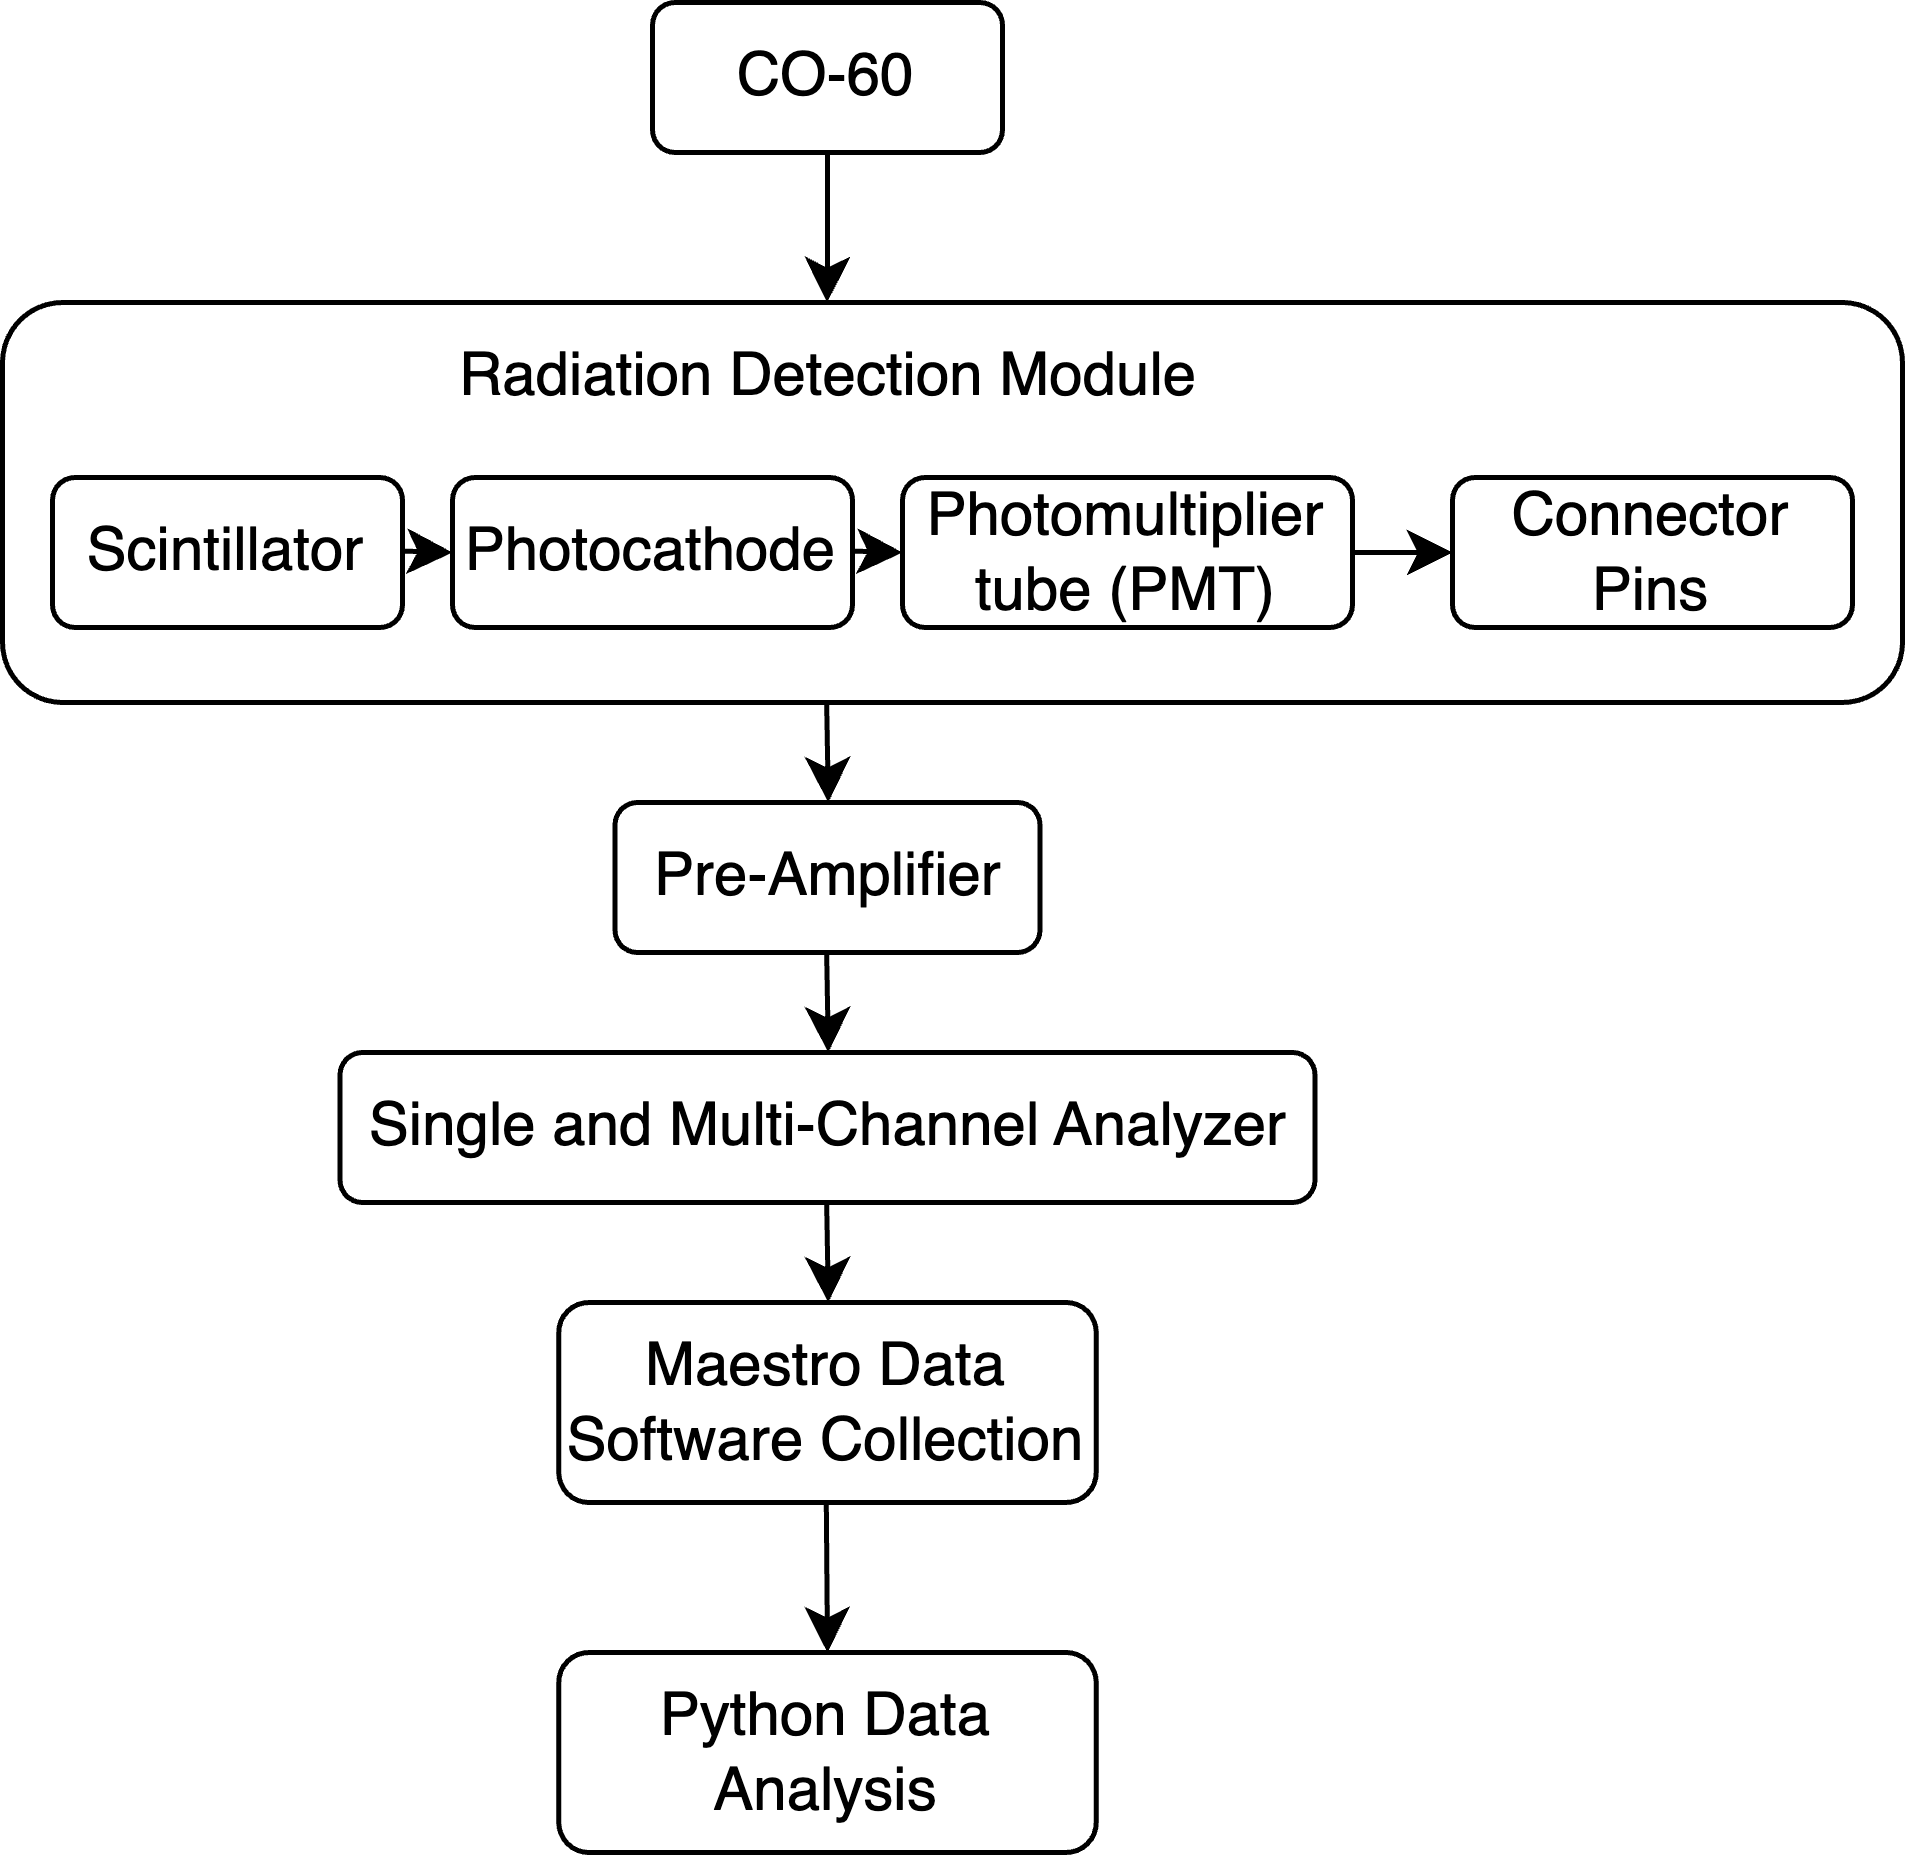 CO-60
Radiation Detection Module
Scintillator
Photocathode
Photomultiplier
tube (PMT)
Connector
Pins
Pre-Amplifier
Single and Multi-Channel Analyzer
Maestro Data
Software Collection
Python Data
Analysis